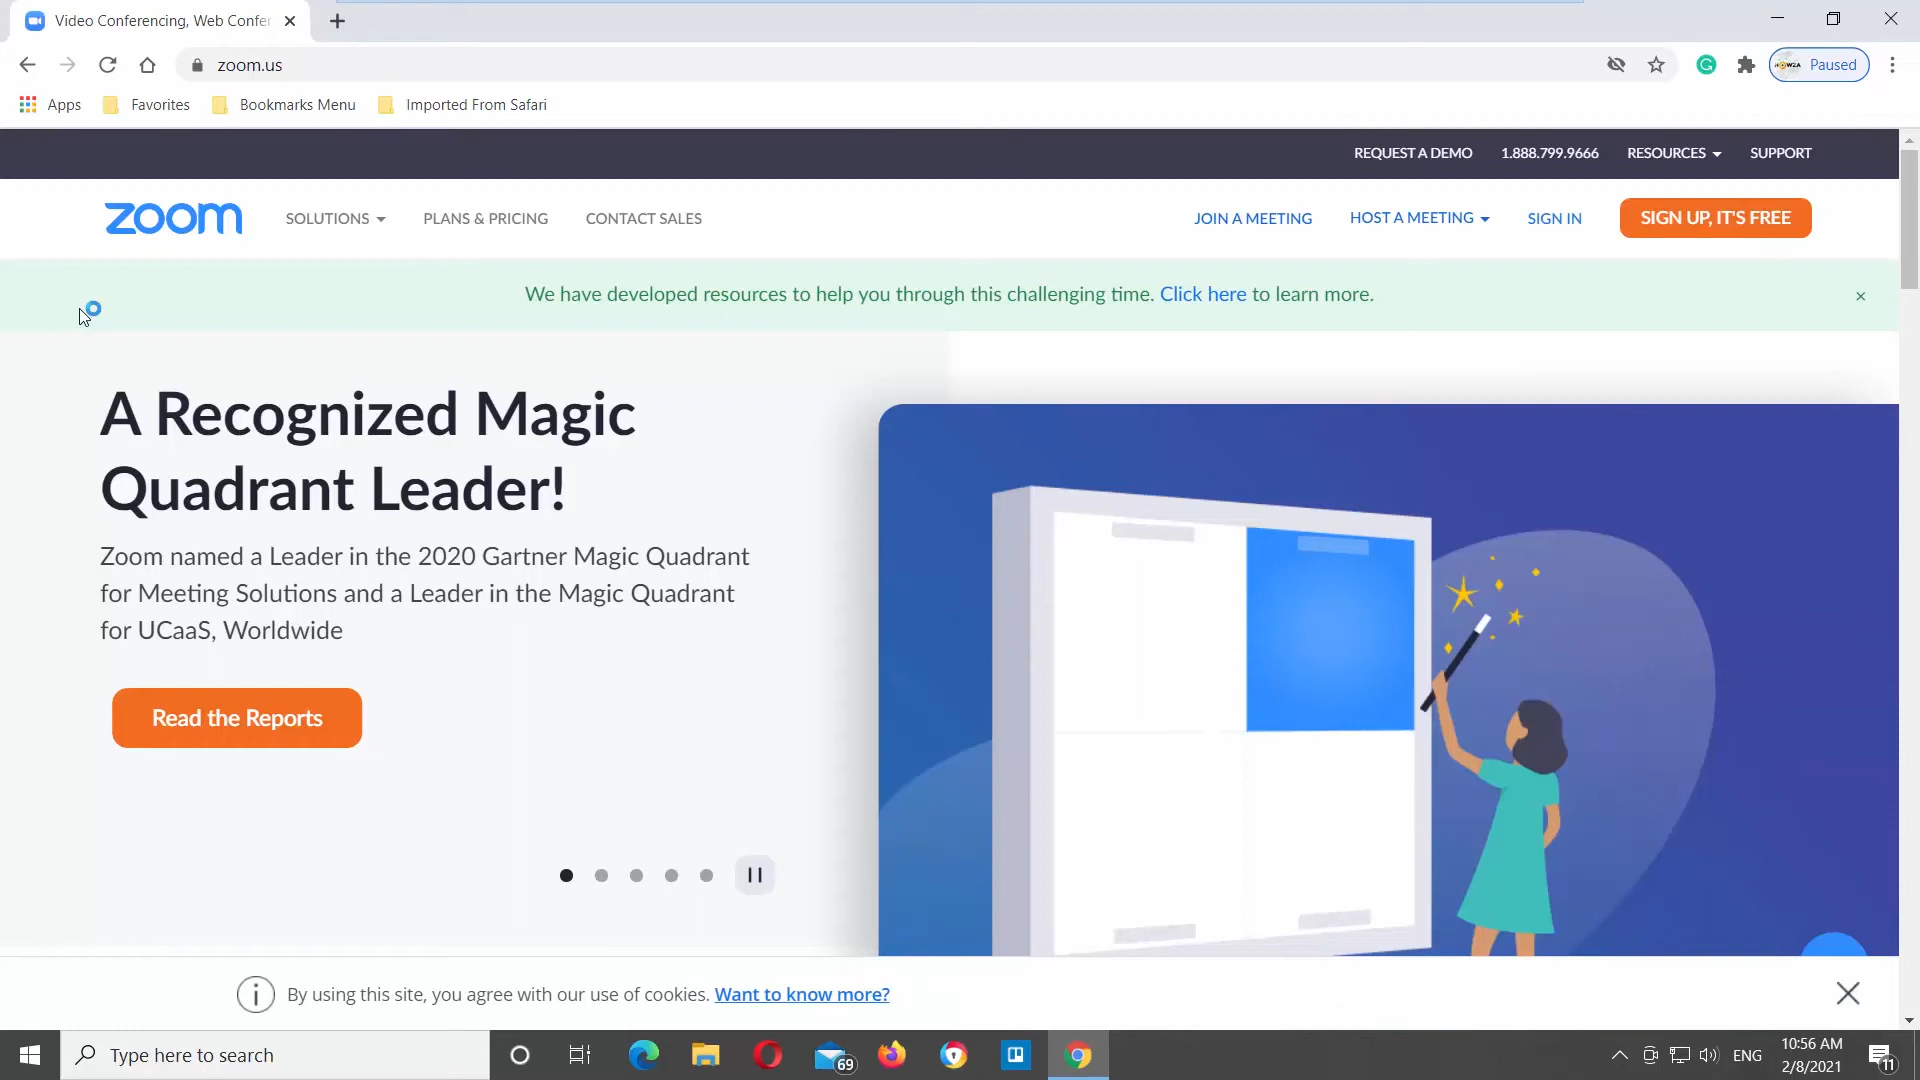 Video Conferencing, Web Confer
zoom.us
Paused
Apps
Favorites
Bookmarks Menu
Imported From Safari
REQUEST A DEMO
1.888.799.9666
RESOURCES
SUPPORT
zoom
SOLUTIONS
PLANS & PRICING
CONTACT SALES
JOIN A MEETING
HOST A MEETING
SIGN IN
SIGN UP, IT'S FREE
We have developed resources to help you through this challenging time. Click here to learn more.
A Recognized Magic
Quadrant Leader!
Zoom named a Leader in the 2020 Gartner Magic Quadrant
for Meeting Solutions and a Leader in the Magic Quadrant
for UCaaS, Worldwide
Read the Reports
By using this site, you agree with our use of cookies. Want to know more?
Type here to search
69
ENG
10:56 AM
2/8/2021
11